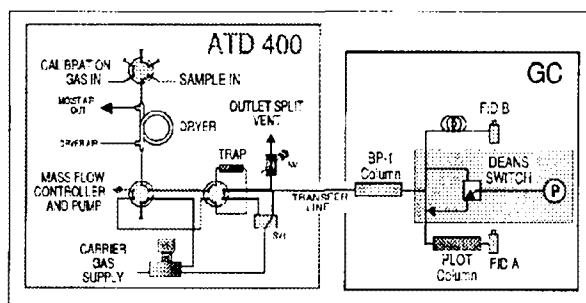 ATD 400
GC
CALIBRATION
GAS IN
SAMPLE IN
MOIST AIR
OUT
DRYER
DRYER AIR
OUTLET SPLIT
VENT
TRAP
MASS FLOW
CONTROLLER
AND PUMP
TRANSFER
LINE
CARRIER
GAS
SUPPLY
BP-1
Column
FID B
DEANS
SWITCH
P
PLOT
Column
FID A